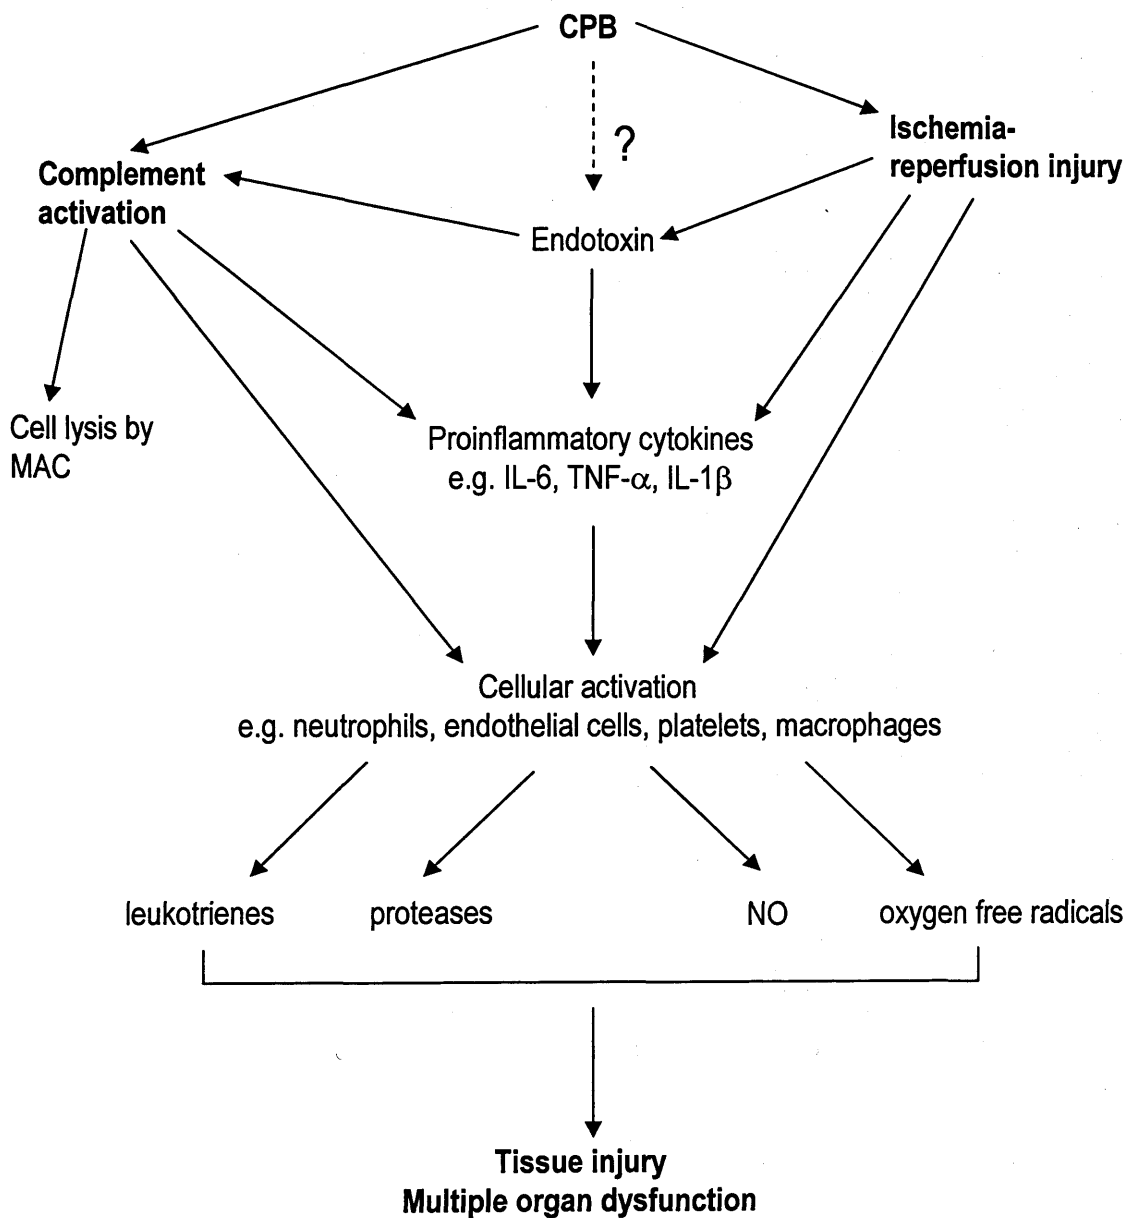 CPB
?
Ischemia-
reperfusion injury
Complement
activation
Endotoxin
Cell lysis by
MAC
Proinflammatory cytokines
e.g. IL-6, TNF-α, IL-1β
Cellular activation
e.g. neutrophils, endothelial cells, platelets, macrophages
leukotrienes
proteases
NO
oxygen free radicals
Tissue injury
Multiple organ dysfunction